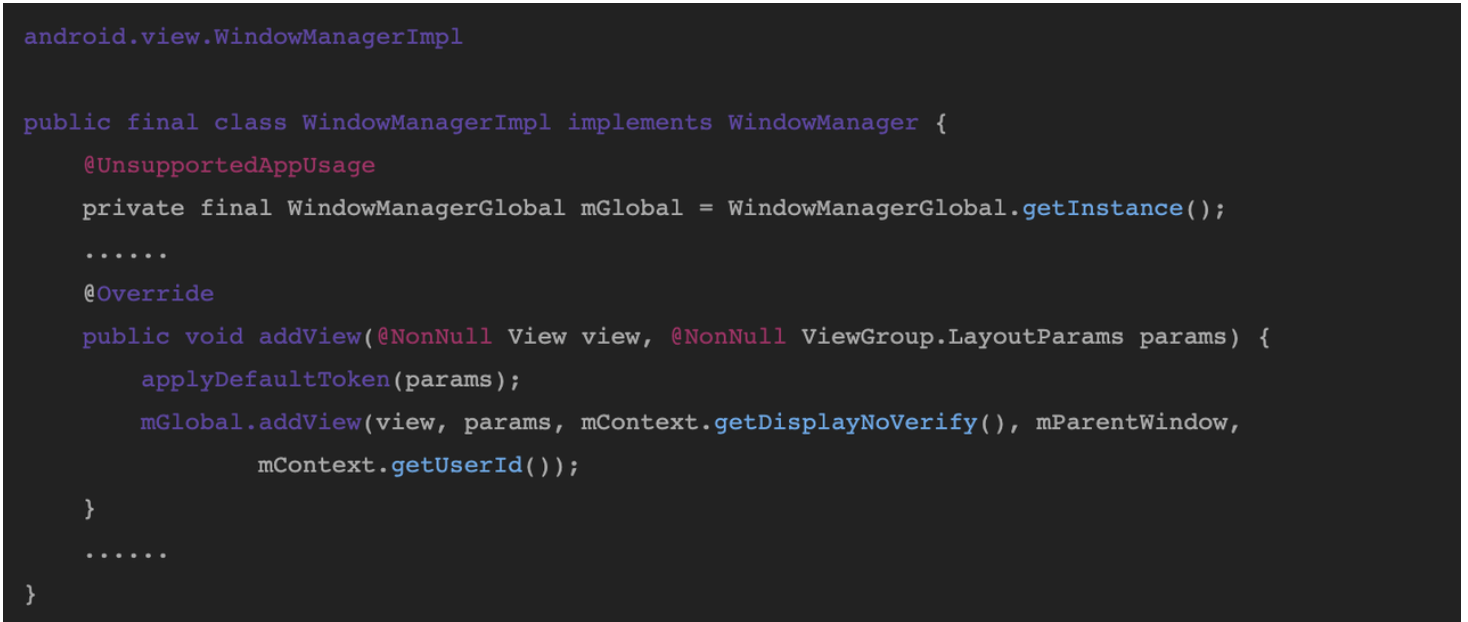 android.view.WindowManagerImpl
public final class WindowManagerImpl implements WindowManager {
@UnsupportedAppUsage
private final WindowManagerGlobal mGlobal = WindowManagerGlobal.getInstance();
......
@Override
public void addView(@NonNull View view, @NonNull ViewGroup.LayoutParams params) {
applyDefaultToken(params);
mGlobal.addView(view, params, mContext.getDisplayNoVerify(), mParentWindow,
mContext.getUserId());
}
......
}